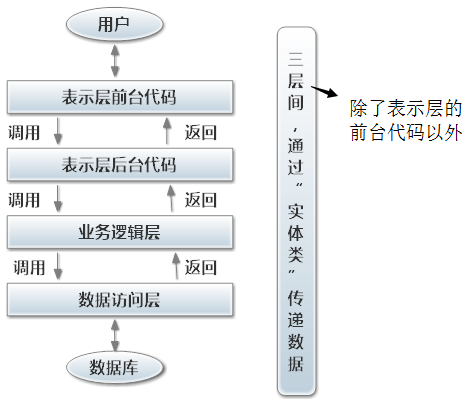 用户
表示层前台代码
调用
返回
表示层后台代码
调用
返回
业务逻辑层
调用
返回
数据访问层
数据库
三层间，通过“实体类”传递数据
除了表示层的
前台代码以外